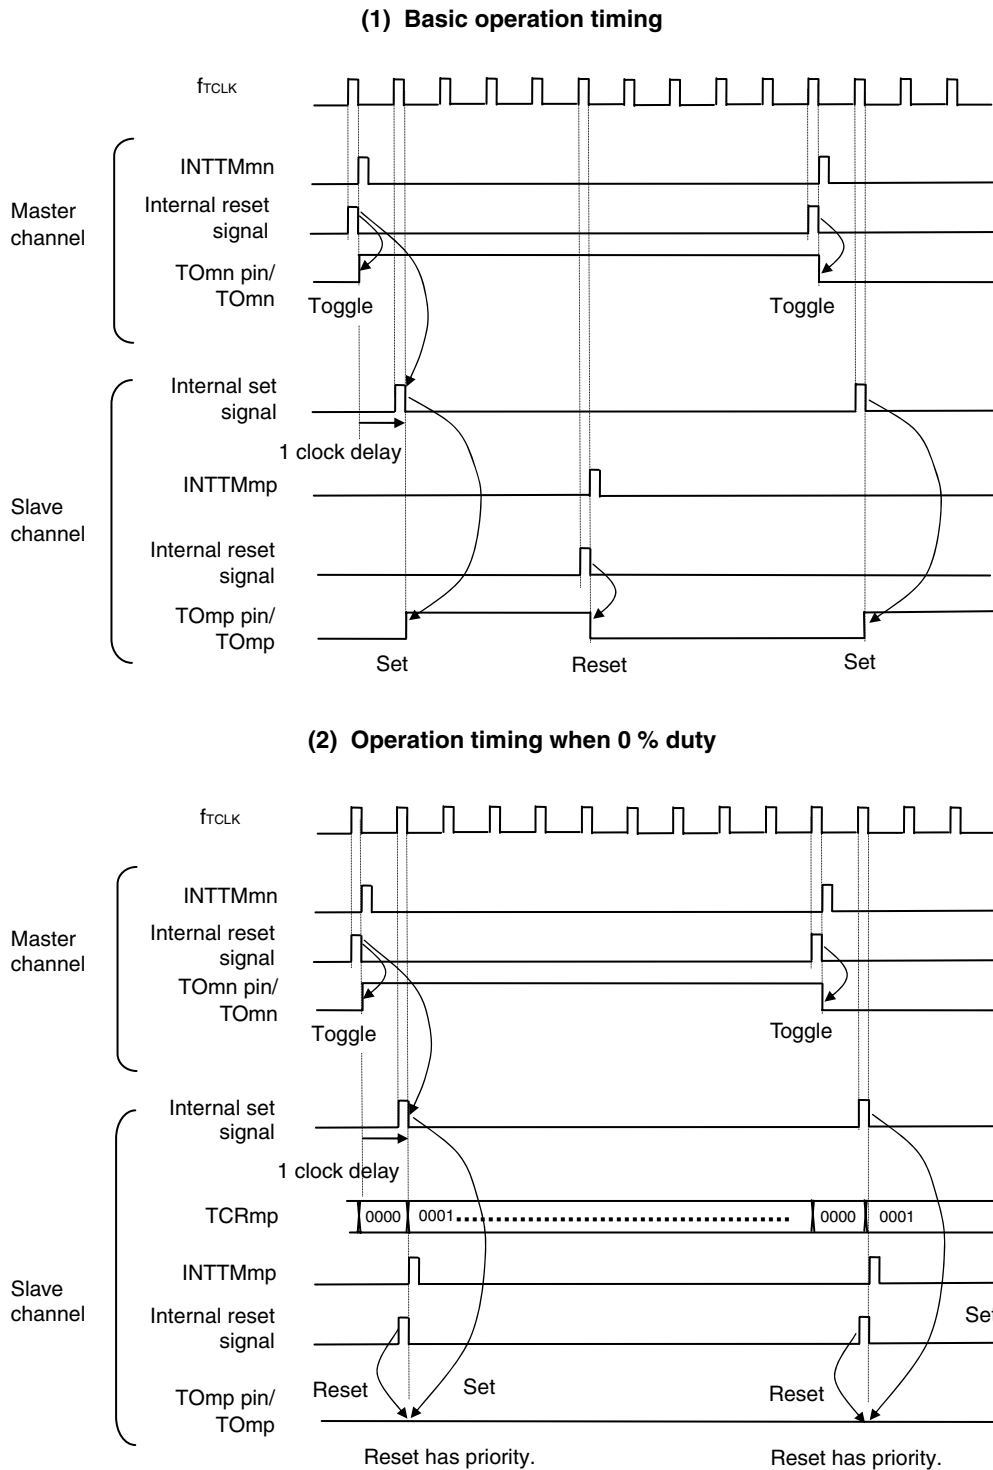 (1) Basic operation timing
fTCLK
INTTMmn
Internal reset
signal
Master
channel
TOmn pin/
TOmn
Toggle
Toggle
Internal set
signal
1 clock delay
INTTMmp
Slave
channel
Internal reset
signal
TOmp pin/
TOmp
Set
Reset
Set
(2) Operation timing when 0 % duty
fTCLK
INTTMmn
Master
channel
Internal reset
signal
TOmn pin/
TOmn
Toggle
Toggle
Internal set
signal
1 clock delay
TCRmp
0000
0001
0000
0001
INTTMmp
Slave
channel
Internal reset
signal
Set
Reset
Set
Reset
TOmp pin/
TOmp
Reset has priority.
Reset has priority.